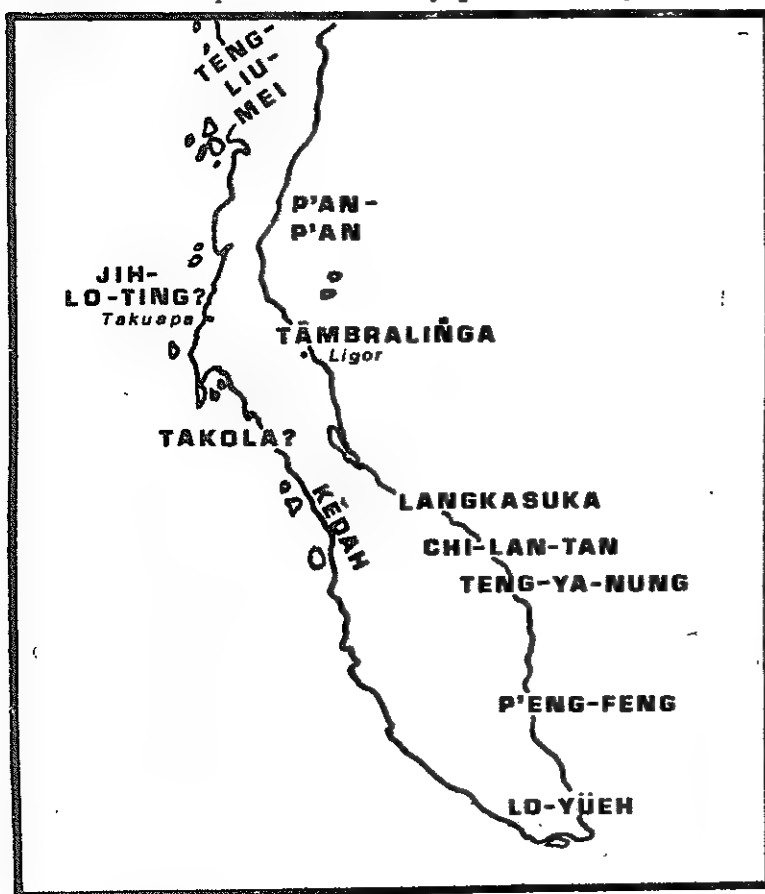 TENG-
LIU-
MEI
P'AN-
P'AN
JIH-
LO-TING?
Takuapa
TĀMBRALIṄGA
Ligor
TAKOLA?
KĔDAH
LANGKASUKA
CHI-LAN-TAN
TENG-YA-NUNG
P'ENG-FENG
LO-YÜEH